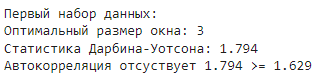 Первый набор данных:
Оптимальный размер окна: 3
Статистика Дарбина-Уотсона: 1.794
Автокорреляция отсуствует 1.794 >= 1.629